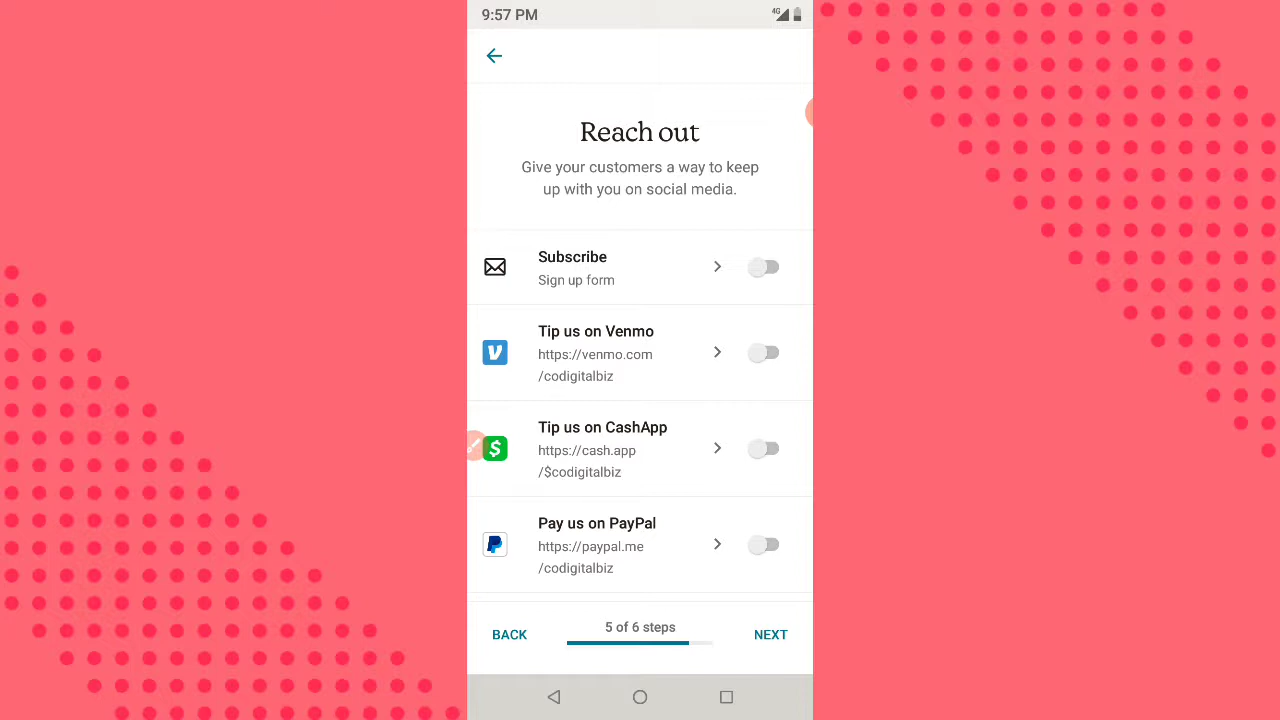 9:57 PM
4G
Reach out
Give your customers a way to keep
up with you on social media.
Subscribe
Sign up form
Tip us on Venmo
https://venmo.com
/codigitalbiz
Tip us on CashApp
https://cash.app
/$codigitalbiz
Pay us on PayPal
https://paypal.me
/codigitalbiz
BACK
5 of 6 steps
NEXT